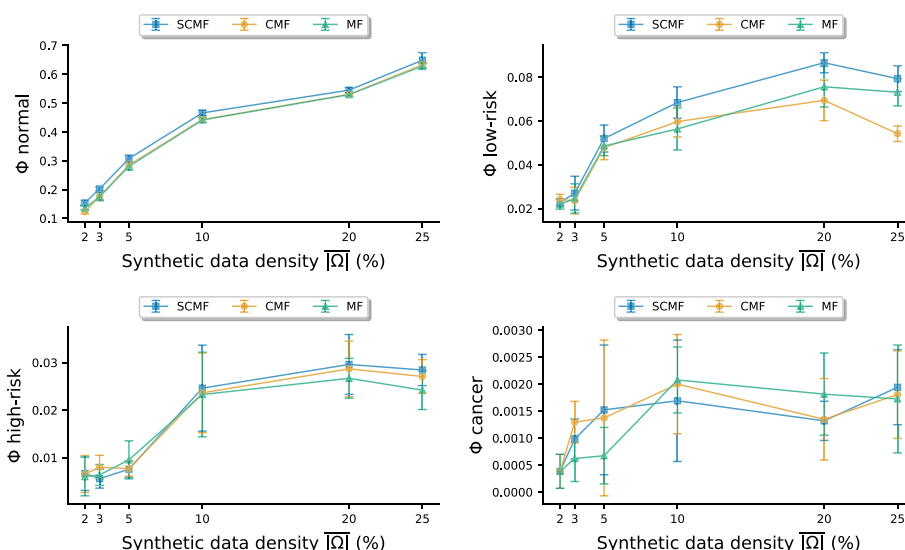 SCMF CMF MF
SCMF CMF MF
0.7
0.6
0.5
0.4
0.3
0.2
0.1
Φ normal
2 3 5 10 20 25
Synthetic data density |Ω| (%)
0.08
0.06
0.04
0.02
Φ low-risk
2 3 5 10 20 25
Synthetic data density |Ω| (%)
SCMF CMF MF
SCMF CMF MF
0.03
0.02
0.01
Φ high-risk
2 3 5 10 20 25
Synthetic data density |Ω| (%)
0.0030
0.0025
0.0020
0.0015
0.0010
0.0005
0.0000
Φ cancer
2 3 5 10 20 25
Synthetic data density |Ω| (%)